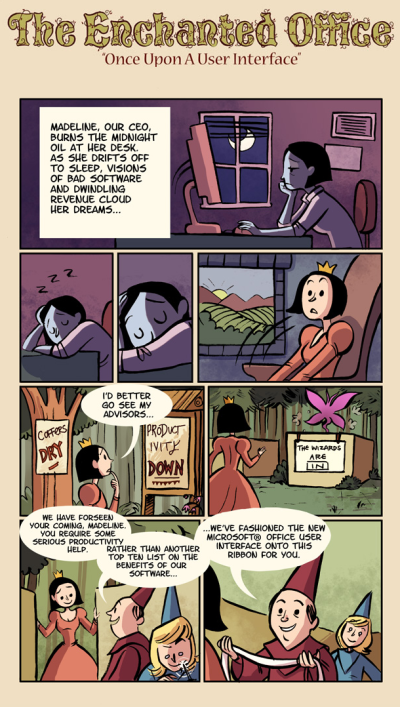 The Enchanted Office
"Once Upon A User Interface"
MADELINE, OUR CEO,
BURNS THE MIDNIGHT
OIL AT HER DESK.
AS SHE DRIFTS OFF
TO SLEEP, VISIONS
OF BAD SOFTWARE
AND DWINDLING
REVENUE CLOUD
HER DREAMS...
Z Z Z
I'D BETTER
GO SEE MY
ADVISORS...
COFFERS
DRY
PRODUCT
IVITY
DOWN
THE WIZARDS
ARE
IN
WE HAVE FORSEEN
YOUR COMING, MADELINE.
YOU REQUIRE SOME
SERIOUS PRODUCTIVITY
HELP.
RATHER THAN ANOTHER
TOP TEN LIST ON THE
BENEFITS OF OUR
SOFTWARE...
...WE'VE FASHIONED THE NEW
MICROSOFT® OFFICE USER
INTERFACE ONTO THIS
RIBBON FOR YOU.